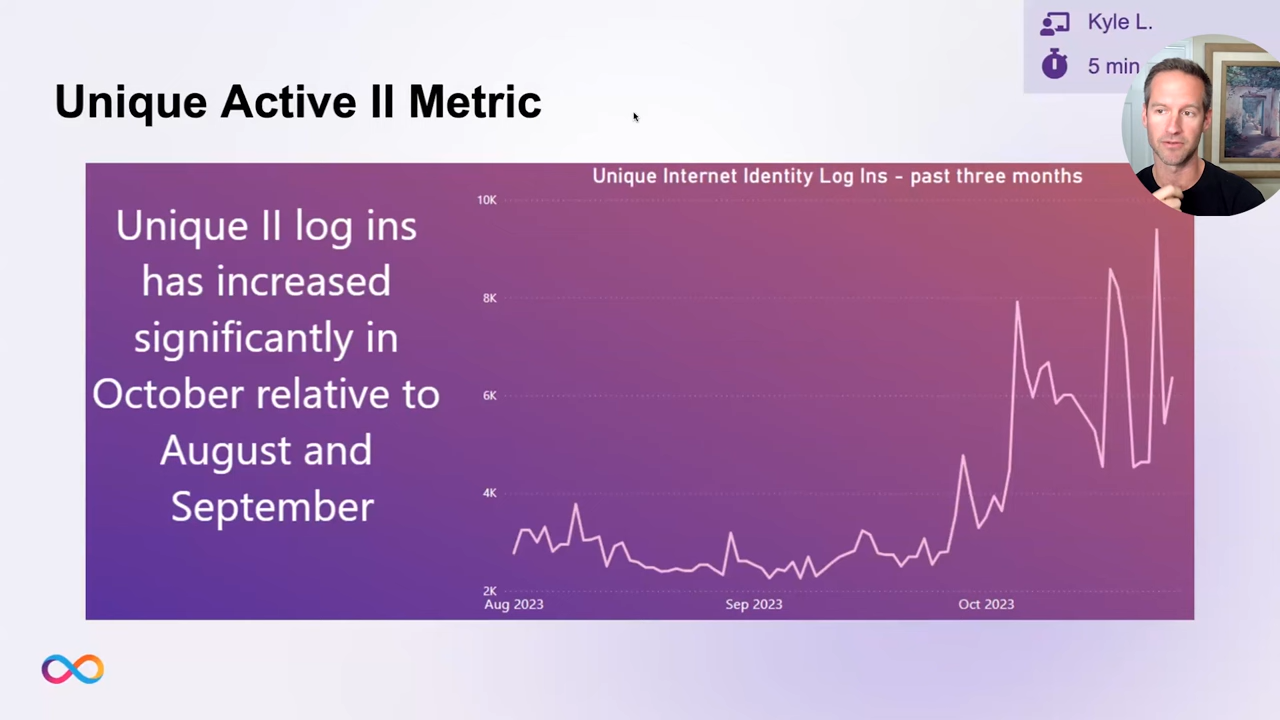 Kyle L.
5 min
Unique Active II Metric
Unique Internet Identity Log Ins - past three months
Unique II log ins
has increased
significantly in
October relative to
August and
September
10K
8K
6K
4K
2K
Aug 2023
Sep 2023
Oct 2023